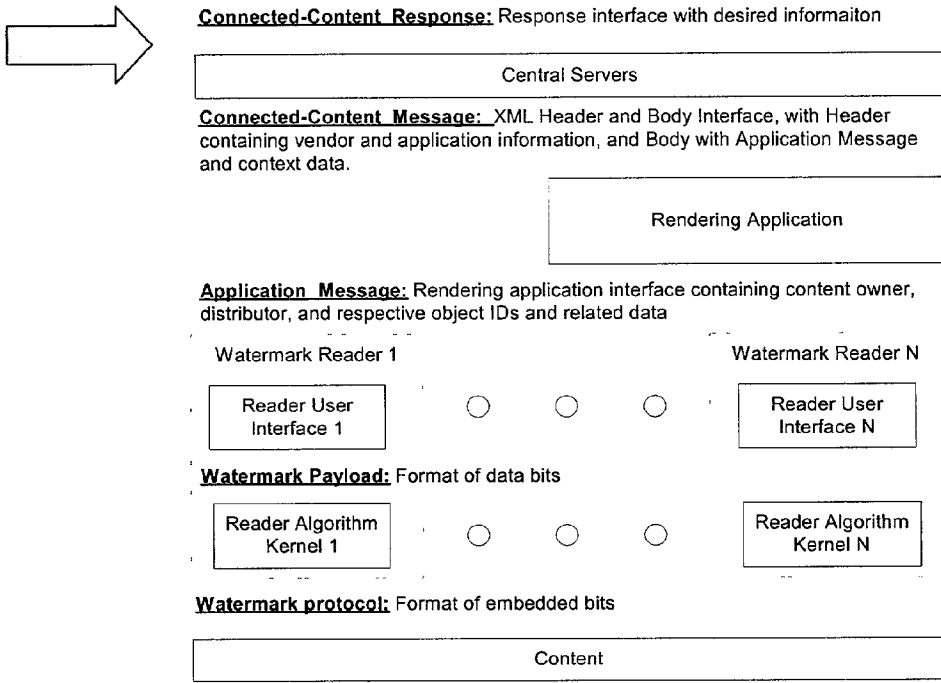 Connected-Content Response: Response interface with desired informaiton
Central Servers
Connected-Content Message: XML Header and Body Interface, with Header
containing vendor and application information, and Body with Application Message
and context data.
Rendering Application
Application Message: Rendering application interface containing content owner,
distributor, and respective object IDs and related data
Watermark Reader 1
Watermark Reader N
Reader User
Interface 1
Reader User
Interface N
Watermark Payload: Format of data bits
Reader Algorithm
Kernel 1
Reader Algorithm
Kernel N
Watermark protocol: Format of embedded bits
Content